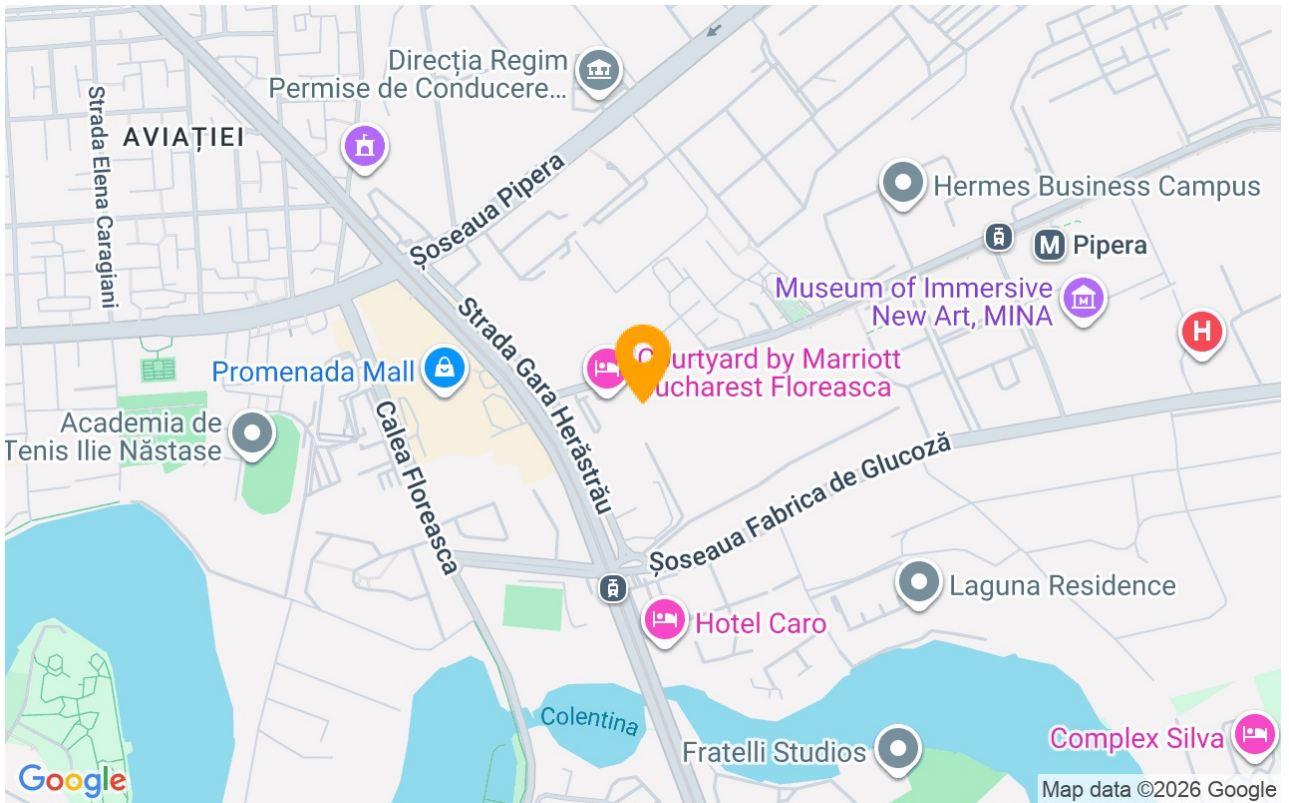 Direcția Regim
Permise de Conducere...
Strada Elena Caragiani
AVIAȚIEI
Șoseaua Pipera
Hermes Business Campus
M Pipera
Museum of Immersive
New Art, MINA
M
H
Strada Gara Herăstrău
Promenada Mall
Courtyard by Marriott
ucharest Floreasca
Calea Floreasca
Academia de
Tenis Ilie Năstase
Șoseaua Fabrica de Glucoză
Laguna Residence
Hotel Caro
Colentina
Fratelli Studios
Complex Silva
Google
Map data ©2026 Google